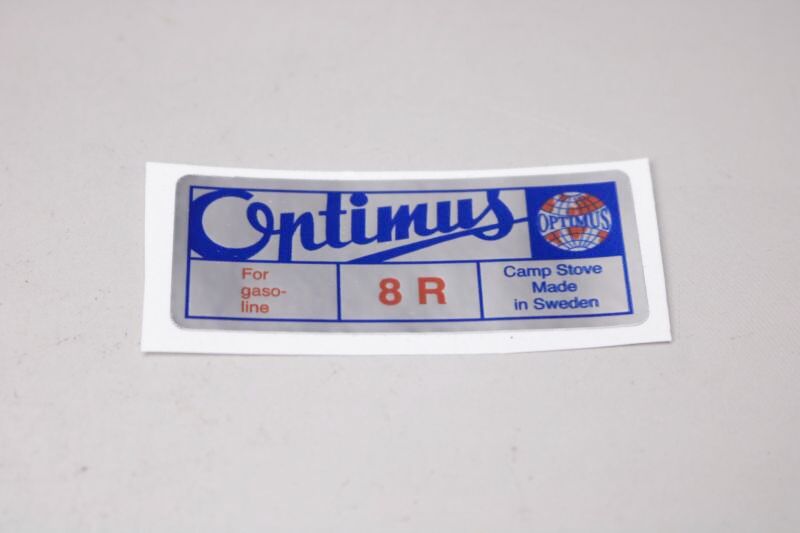 Optimus
OPTIMUS
For
gaso-
line
8 R
Camp Stove
Made
in Sweden